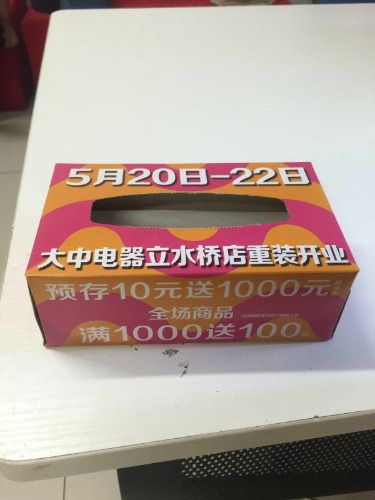 5月20日-22日
大中电器立水桥店重装开业
预存10元送1000元
全场商品
满1000送100